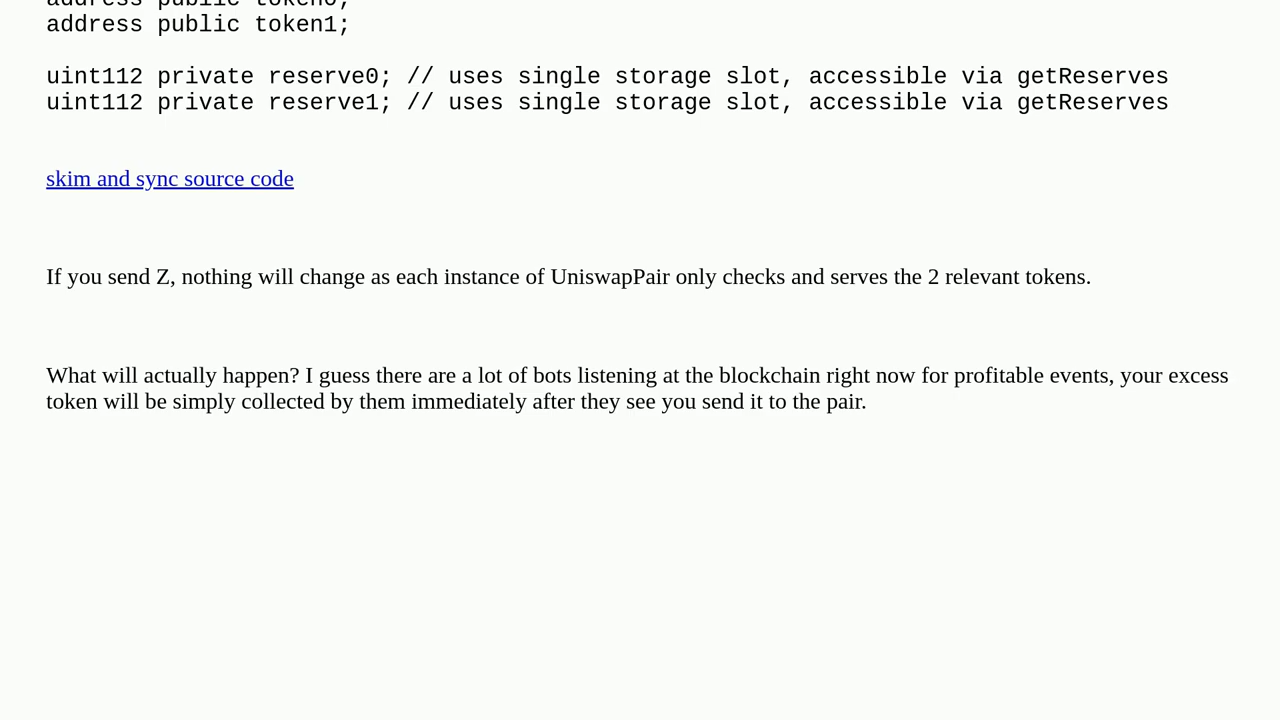 address public token0;
address public token1;
uint112 private reserve0; // uses single storage slot, accessible via getReserves
uint112 private reserve1; // uses single storage slot, accessible via getReserves
skim and sync source code
If you send Z, nothing will change as each instance of UniswapPair only checks and serves the 2 relevant tokens.
What will actually happen? I guess there are a lot of bots listening at the blockchain right now for profitable events, your excess
token will be simply collected by them immediately after they see you send it to the pair.